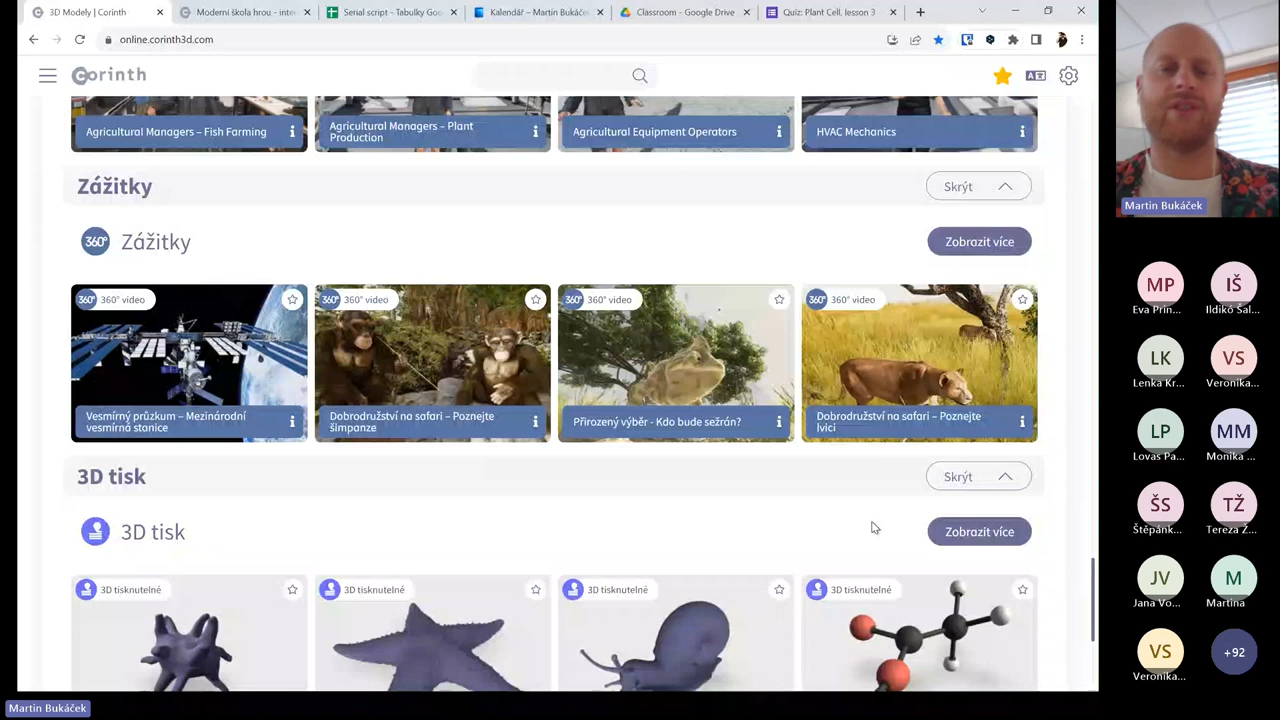 3D Modely | Corinth
Moderní škola hrou - inte
Serial script - Tabulky Goo
Kalendář – Martin Bukáče
Classroom - Google Drive
Quiz: Plant Cell, lesson 3
online.corinth3d.com
Corinth
Agricultural Managers – Fish Farming
Agricultural Managers – Plant
Production
Agricultural Equipment Operators
HVAC Mechanics
Zážitky
Skrýt
360°
Zážitky
Zobrazit více
360° 360° video
360° 360° video
360° 360° video
360° 360° video
Vesmírný průzkum – Mezinárodní
vesmírná stanice
Dobrodružství na safari – Poznejte
šimpanze
Přirozený výběr - Kdo bude sežrán?
Dobrodružství na safari – Poznejte
lvici
3D tisk
Skrýt
3D tisk
Zobrazit více
3D tisknutelné
3D tisknutelné
3D tisknutelné
3D tisknutelné
Martin Bukáček
MP
Eva Prin...
IŠ
Ildikó Šal...
LK
Lenka Kr...
VS
Veronika...
LP
Lovas Pa...
MM
Monika ...
ŠS
Štěpánk...
TŽ
Tereza Ž...
JV
Jana Vo...
M
Martina
VS
Veronika...
+92
Martin Bukáček